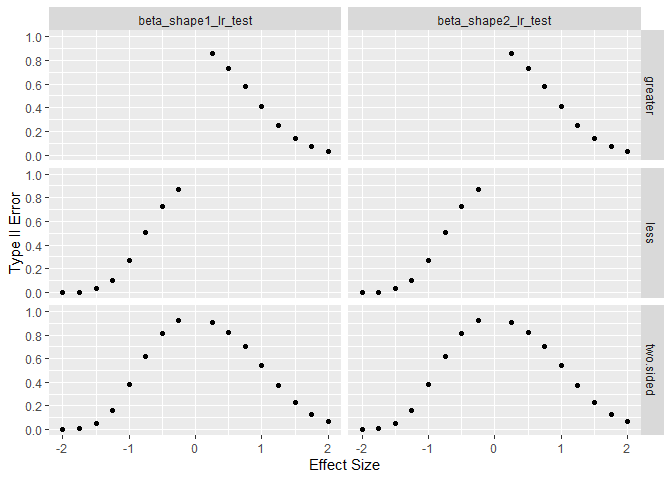 beta_shape1_lr_test beta_shape2_lr_test
1.0
0.8
0.6
0.4
0.2
0.0
greater
1.0
0.8
0.6
0.4
0.2
0.0
less
Type II Error
1.0
0.8
0.6
0.4
0.2
0.0
two.sided
-2 -1 0 1 2 -2 -1 0 1 2
Effect Size